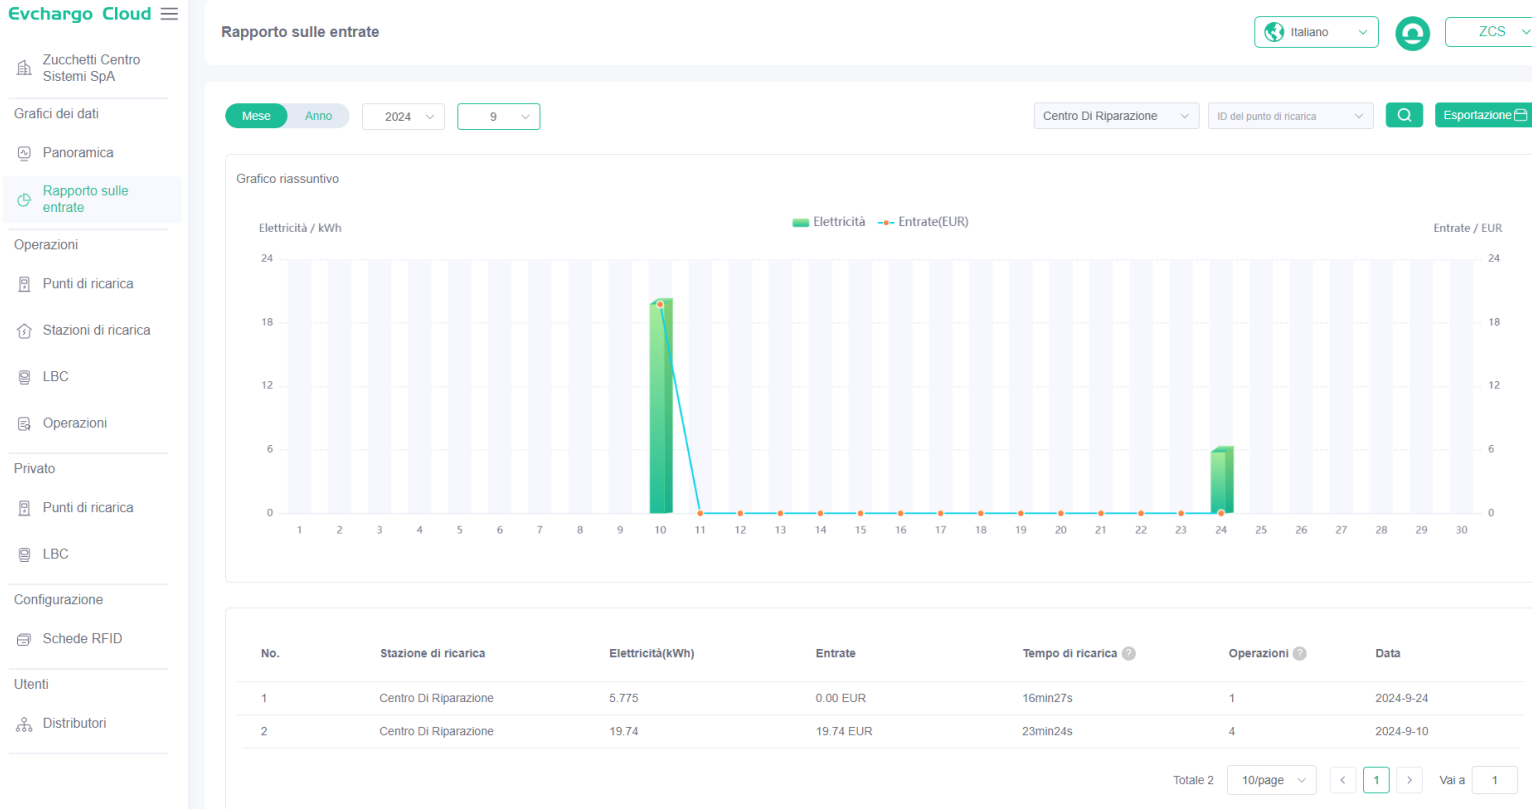 Evchargo Cloud
Rapporto sulle entrate
Italiano
ZCS
Zucchetti Centro
Sistemi SpA
Grafici dei dati
Panoramica
Rapporto sulle
entrate
Operazioni
Punti di ricarica
Stazioni di ricarica
LBC
Operazioni
Privato
Punti di ricarica
LBC
Configurazione
Schede RFID
Utenti
Distributori
Mese Anno 2024 9 Centro Di Riparazione ID del punto di ricarica Esportazione
Grafico riassuntivo
Elettricità / kWh Elettricità Entrate(EUR) Entrate / EUR
24 24
18 18
12 12
6 6
0 0
1 2 3 4 5 6 7 8 9 10 11 12 13 14 15 16 17 18 19 20 21 22 23 24 25 26 27 28 29 30
No. Stazione di ricarica Elettricità(kWh) Entrate Tempo di ricarica ? Operazioni ? Data
1 Centro Di Riparazione 5.775 0.00 EUR 16min27s 1 2024-9-24
2 Centro Di Riparazione 19.74 19.74 EUR 23min24s 4 2024-9-10
Totale 2 10/page < 1 > Vai a 1